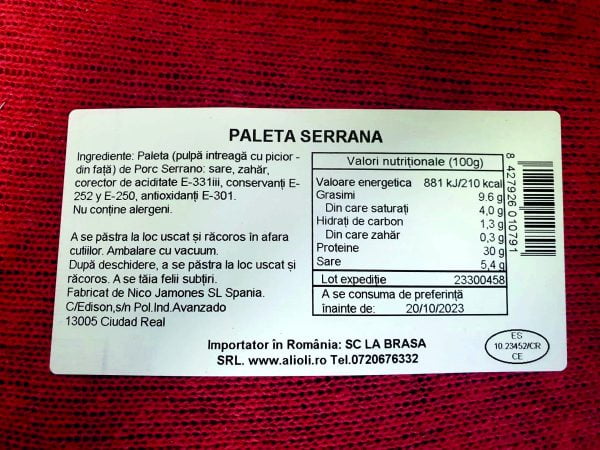 PALETA SERRANA
Ingrediente: Paleta (pulpă intreagă cu picior -
din față) de Porc Serrano: sare, zahăr,
corector de aciditate E-331iii, conservanți E-
252 y E-250, antioxidanți E-301.
Nu conține alergeni.
A se păstra la loc uscat și răcoros în afara
cutiilor. Ambalare cu vacuum.
După deschidere, a se păstra la loc uscat și
răcoros. A se tăia felii subțiri.
Fabricat de Nico Jamones SL Spania.
C/Edison,s/n Pol.Ind.Avanzado
13005 Ciudad Real
Valori nutriționale (100g)
Valoare energetica 881 kJ/210 kcal
Grasimi 9.6 g
Din care saturați 4,0 g
Hidrați de carbon 1,3 g
Din care zahăr 0,3 g
Proteine 30 g
Sare 5,4 g
Lot expediție 23300458
A se consuma de preferință
înainte de: 20/10/2023
8 427926 010791
Importator în România: SC LA BRASA
SRL. www.alioli.ro Tel.0720676332
ES
10.23452/CR
CE